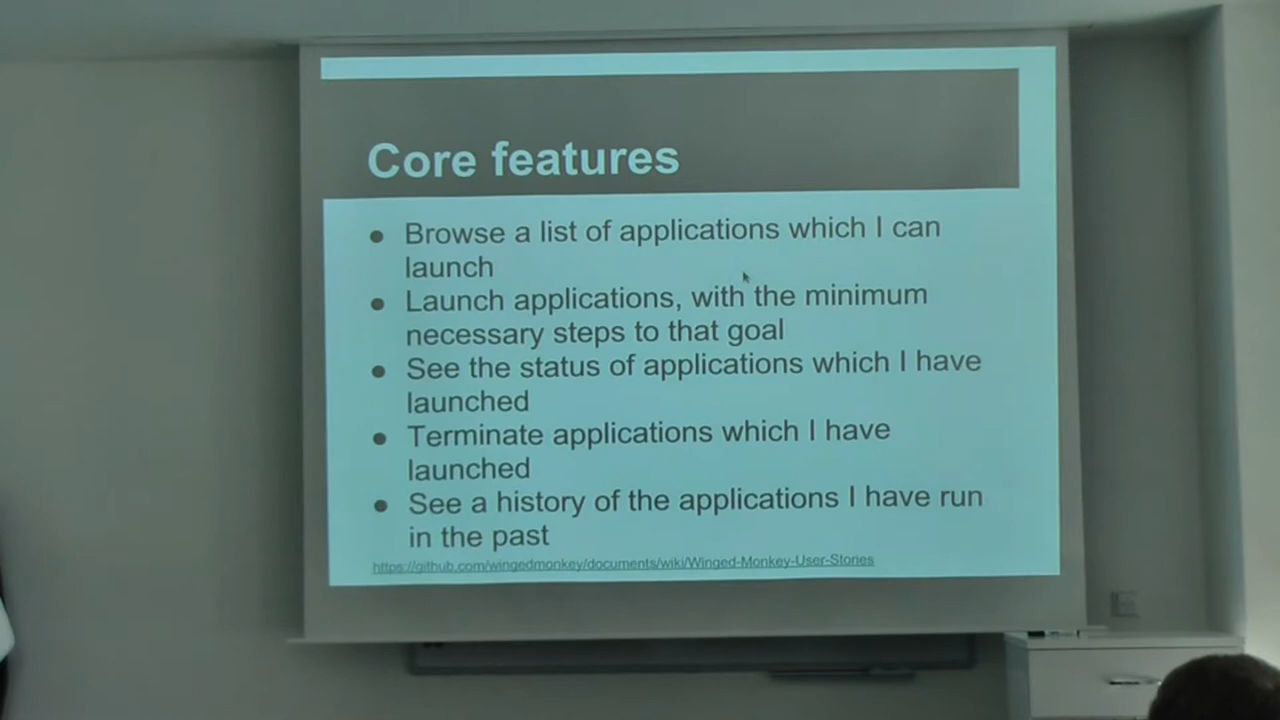 Core features
● Browse a list of applications which I can
launch
● Launch applications, with the minimum
necessary steps to that goal
● See the status of applications which I have
launched
● Terminate applications which I have
launched
● See a history of the applications I have run
in the past
https://github.com/wingedmonkey/documents/wiki/Winged-Monkey-User-Stories